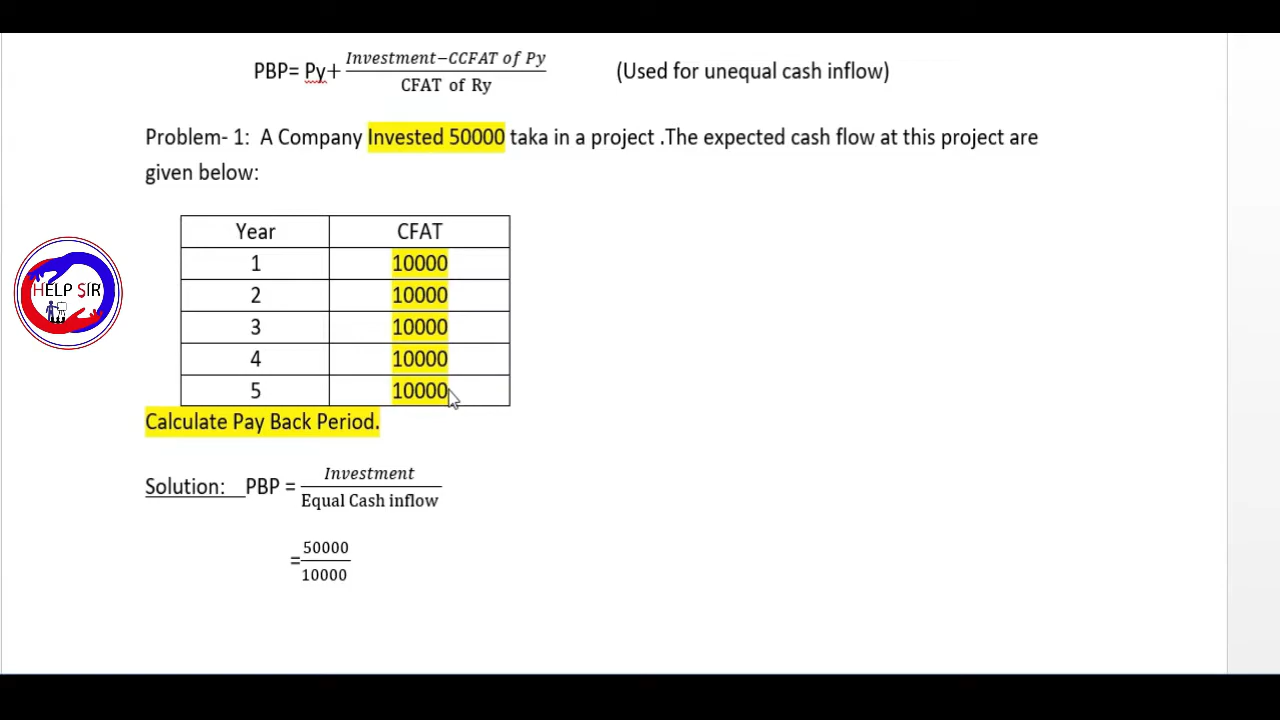 PBP= Py+ Investment−CCFAT of Py / CFAT of Ry (Used for unequal cash inflow)
Problem- 1: A Company Invested 50000 taka in a project .The expected cash flow at this project are
given below:
Year CFAT
1 10000
2 10000
3 10000
4 10000
5 10000
HELP SIR
Calculate Pay Back Period.
Solution: PBP = Investment / Equal Cash inflow
= 50000 / 10000